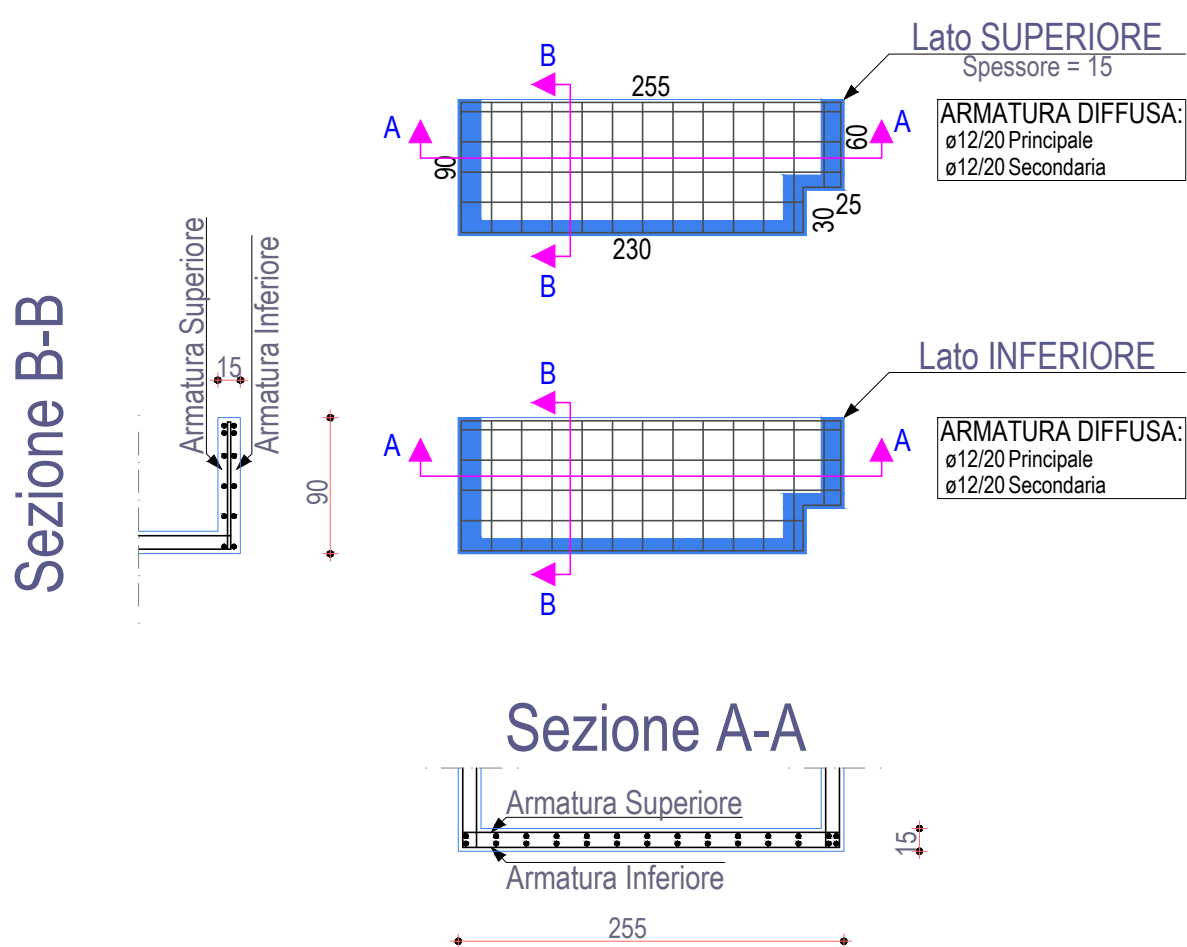 Lato SUPERIORE
Spessore = 15
B
255
A
A
60
90
25
30
230
B
ARMATURA DIFFUSA:
ø12/20 Principale
ø12/20 Secondaria
Sezione B-B
Armatura Superiore
Armatura Inferiore
15
90
Lato INFERIORE
B
A
A
B
ARMATURA DIFFUSA:
ø12/20 Principale
ø12/20 Secondaria
Sezione A-A
Armatura Superiore
Armatura Inferiore
15
255